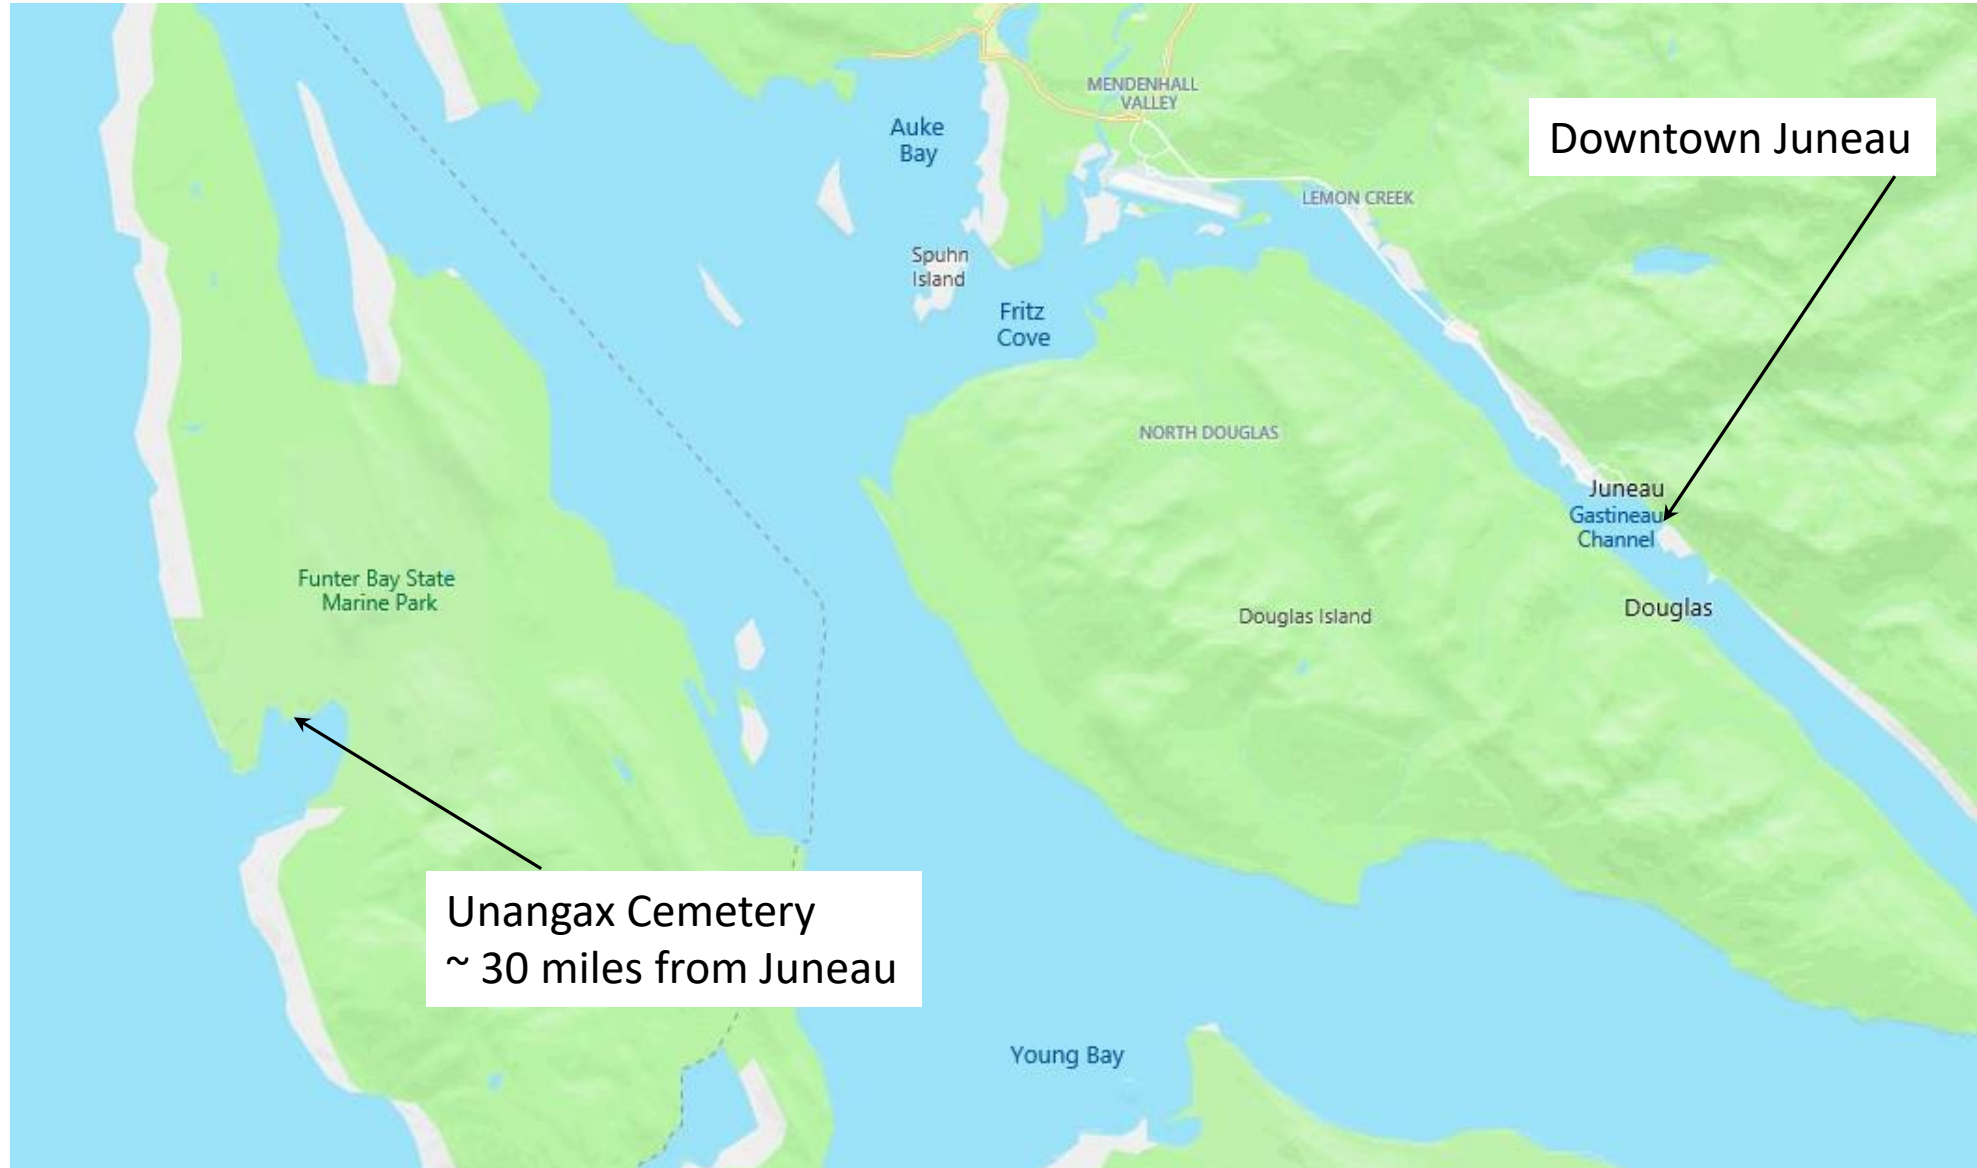 MENDENHALL
VALLEY
Auke
Bay
Downtown Juneau
LEMON CREEK
Spuhn
Island
Fritz
Cove
NORTH DOUGLAS
Juneau
Gastineau
Channel
Funter Bay State
Marine Park
Douglas Island
Douglas
Unangax Cemetery
~ 30 miles from Juneau
Young Bay